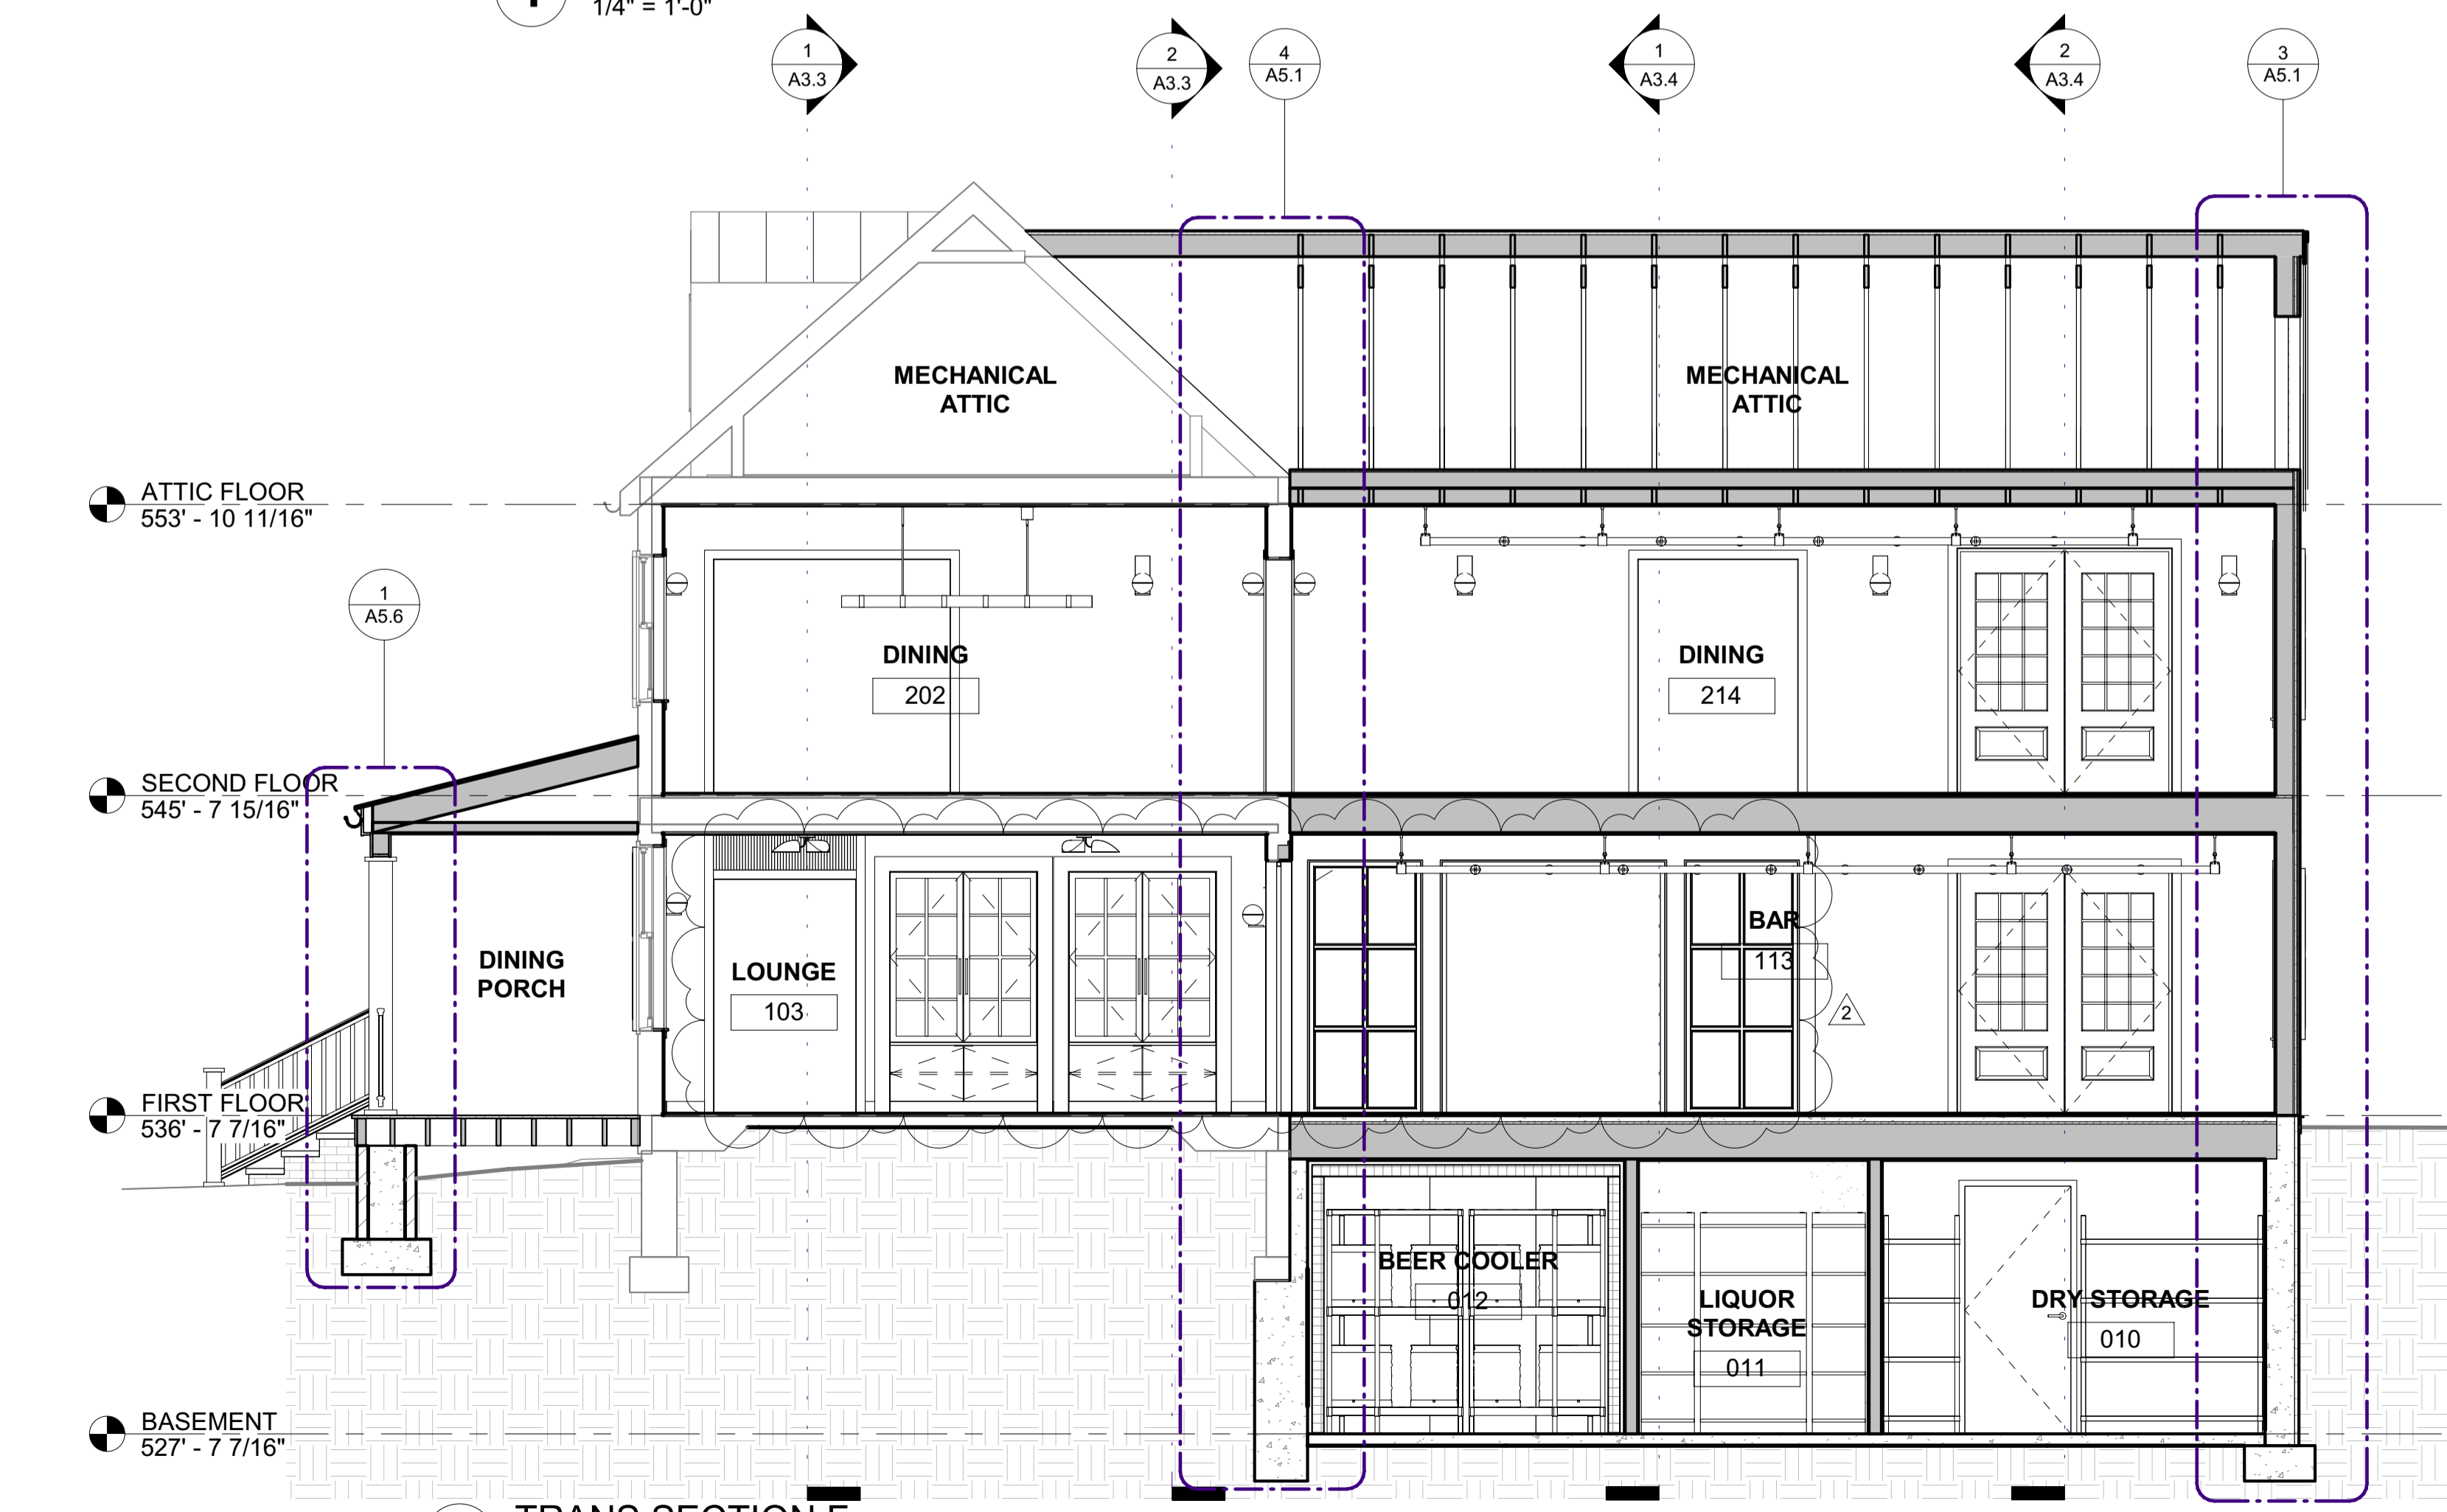 1/4" = 1'-0"
1
A3.3
2
A3.3
4
A5.1
1
A3.4
2
A3.4
3
A5.1
MECHANICAL
ATTIC
MECHANICAL
ATTIC
ATTIC FLOOR
553' - 10 11/16"
1
A5.6
DINING
202
DINING
214
SECOND FLOOR
545' - 7 15/16"
BAR
113
DINING
PORCH
LOUNGE
103
2
FIRST FLOOR
536' - 7 7/16"
BEER COOLER
012
LIQUOR
STORAGE
011
DRY STORAGE
010
BASEMENT
527' - 7 7/16"